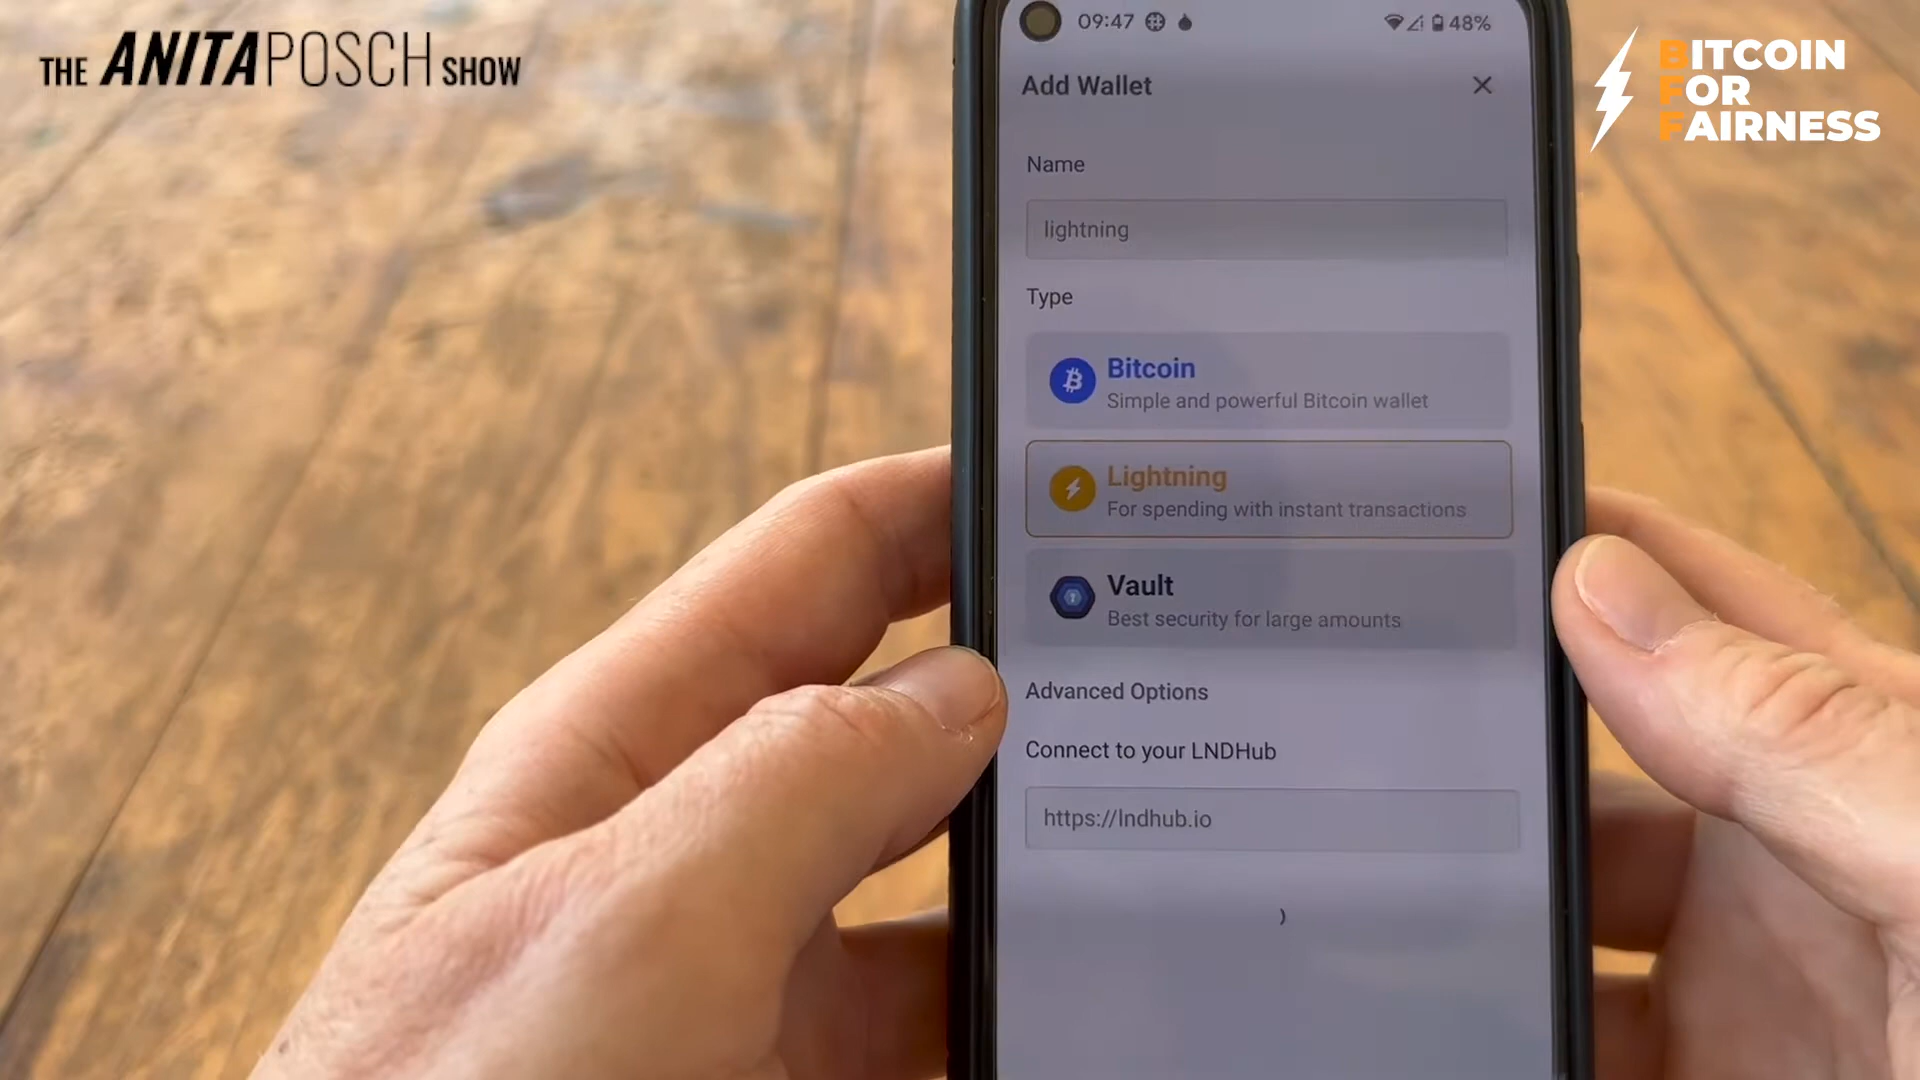 THE ANITA POSCH SHOW
BITCOIN
FOR
FAIRNESS
09:47
48%
Add Wallet
Name
lightning
Type
Bitcoin
Simple and powerful Bitcoin wallet
Lightning
For spending with instant transactions
Vault
Best security for large amounts
Advanced Options
Connect to your LNDHub
https://lndhub.io